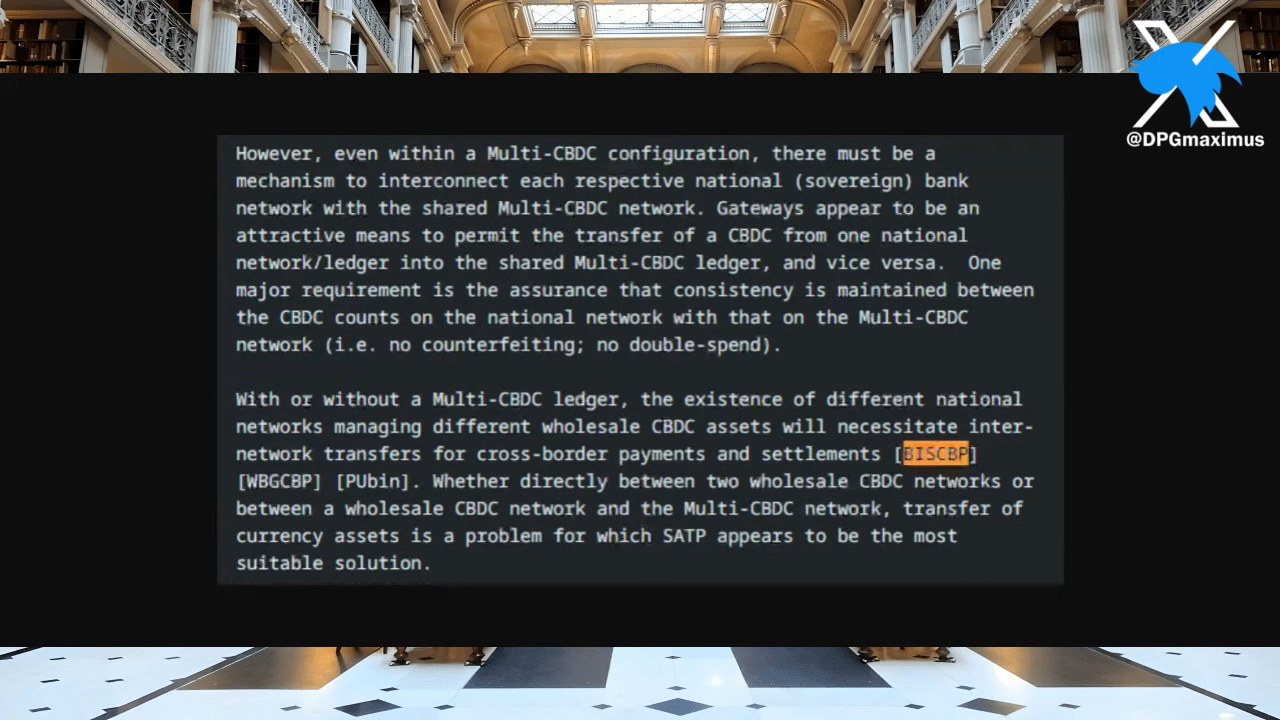 @DPGmaximus
However, even within a Multi-CBDC configuration, there must be a
mechanism to interconnect each respective national (sovereign) bank
network with the shared Multi-CBDC network. Gateways appear to be an
attractive means to permit the transfer of a CBDC from one national
network/ledger into the shared Multi-CBDC ledger, and vice versa.  One
major requirement is the assurance that consistency is maintained between
the CBDC counts on the national network with that on the Multi-CBDC
network (i.e. no counterfeiting; no double-spend).
With or without a Multi-CBDC ledger, the existence of different national
networks managing different wholesale CBDC assets will necessitate inter-
network transfers for cross-border payments and settlements [BISCBP]
[WBGCBP] [PUbin]. Whether directly between two wholesale CBDC networks or
between a wholesale CBDC network and the Multi-CBDC network, transfer of
currency assets is a problem for which SATP appears to be the most
suitable solution.